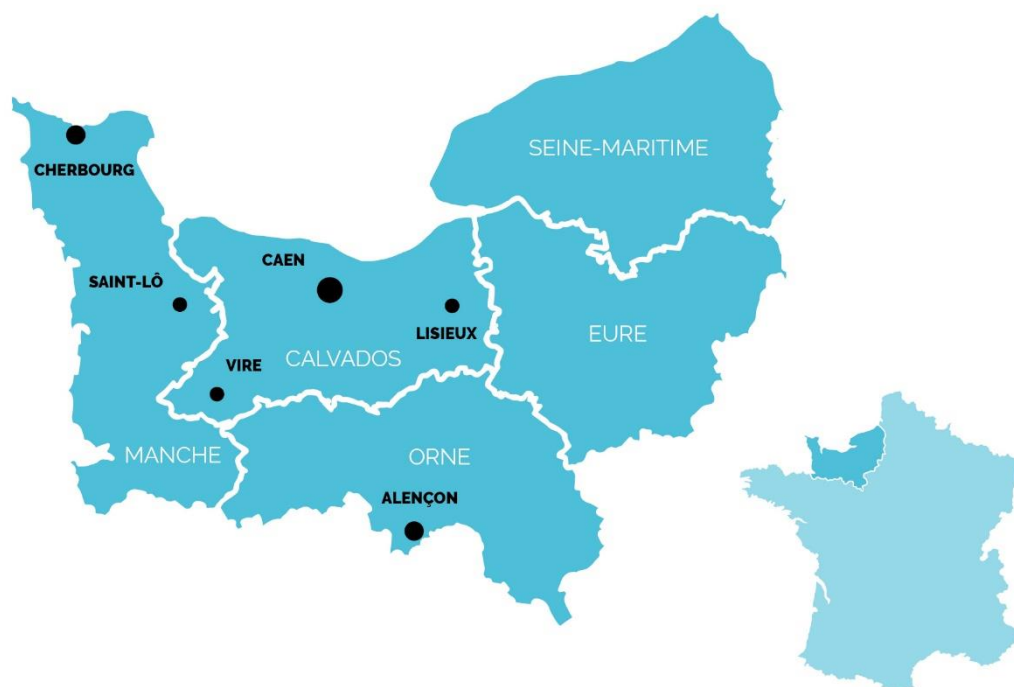 SEINE-MARITIME
CHERBOURG
CAEN
SAINT-LÔ
LISIEUX
EURE
CALVADOS
VIRE
MANCHE
ORNE
ALENÇON